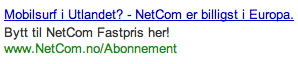 Mobilsurf i Utlandet? - NetCom er billigst i Europa.
Bytt til NetCom Fastpris her!
www.NetCom.no/Abonnement